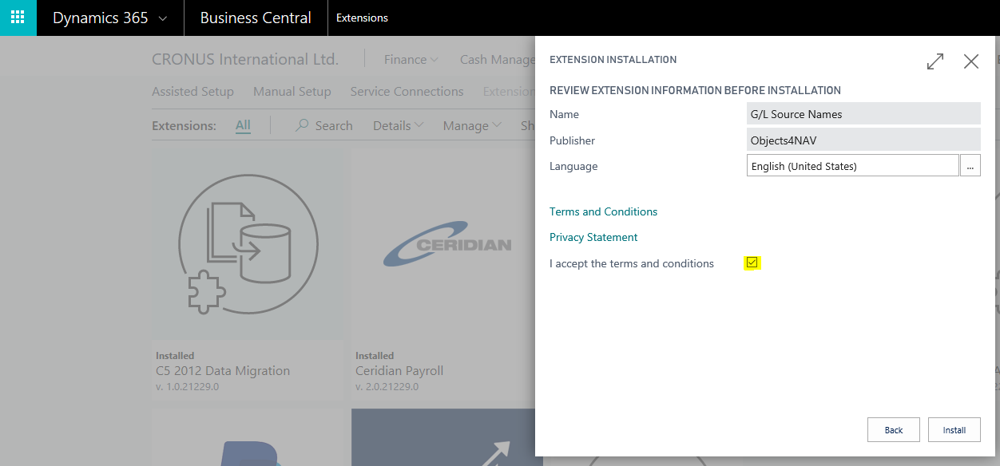 Dynamics 365
Business Central
Extensions
CRONUS International Ltd.
Finance
Cash Manage
Assisted Setup
Manual Setup
Service Connections
Extension
Extensions:
All
Search
Details
Manage
Sh
Installed
C5 2012 Data Migration
v. 1.0.21229.0
CERIDIAN
Installed
Ceridian Payroll
v. 2.0.21229.0
EXTENSION INSTALLATION
REVIEW EXTENSION INFORMATION BEFORE INSTALLATION
Name
G/L Source Names
Publisher
Objects4NAV
Language
English (United States)
...
Terms and Conditions
Privacy Statement
I accept the terms and conditions
Back
Install